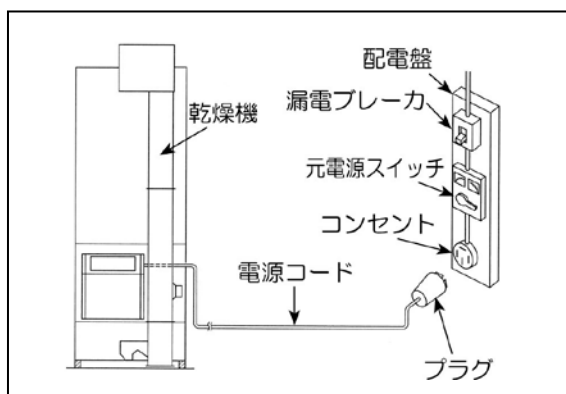 配電盤
漏電ブレーカ
乾燥機
元電源スイッチ
コンセント
電源コード
プラグ